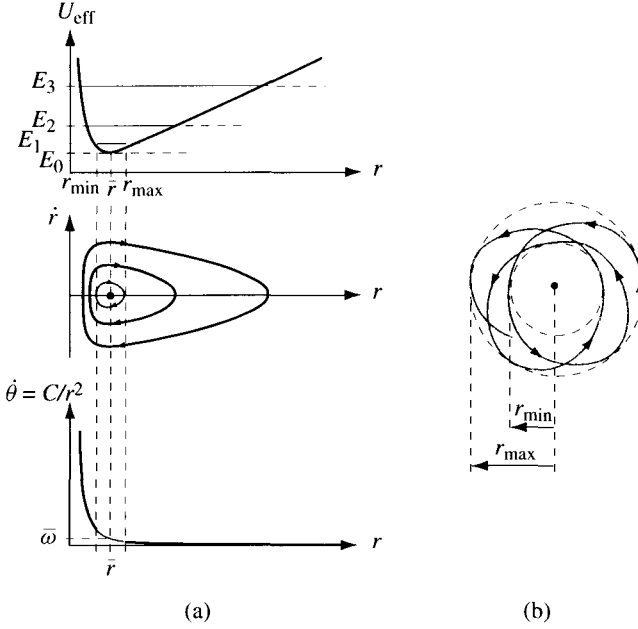 U_eff
E_3
E_2
E_1
E_0
r_min r̄ r_max r
ṙ
r
θ̇ = C/r²
ω̄
r
r̄
r_min
r_max
(a) (b)